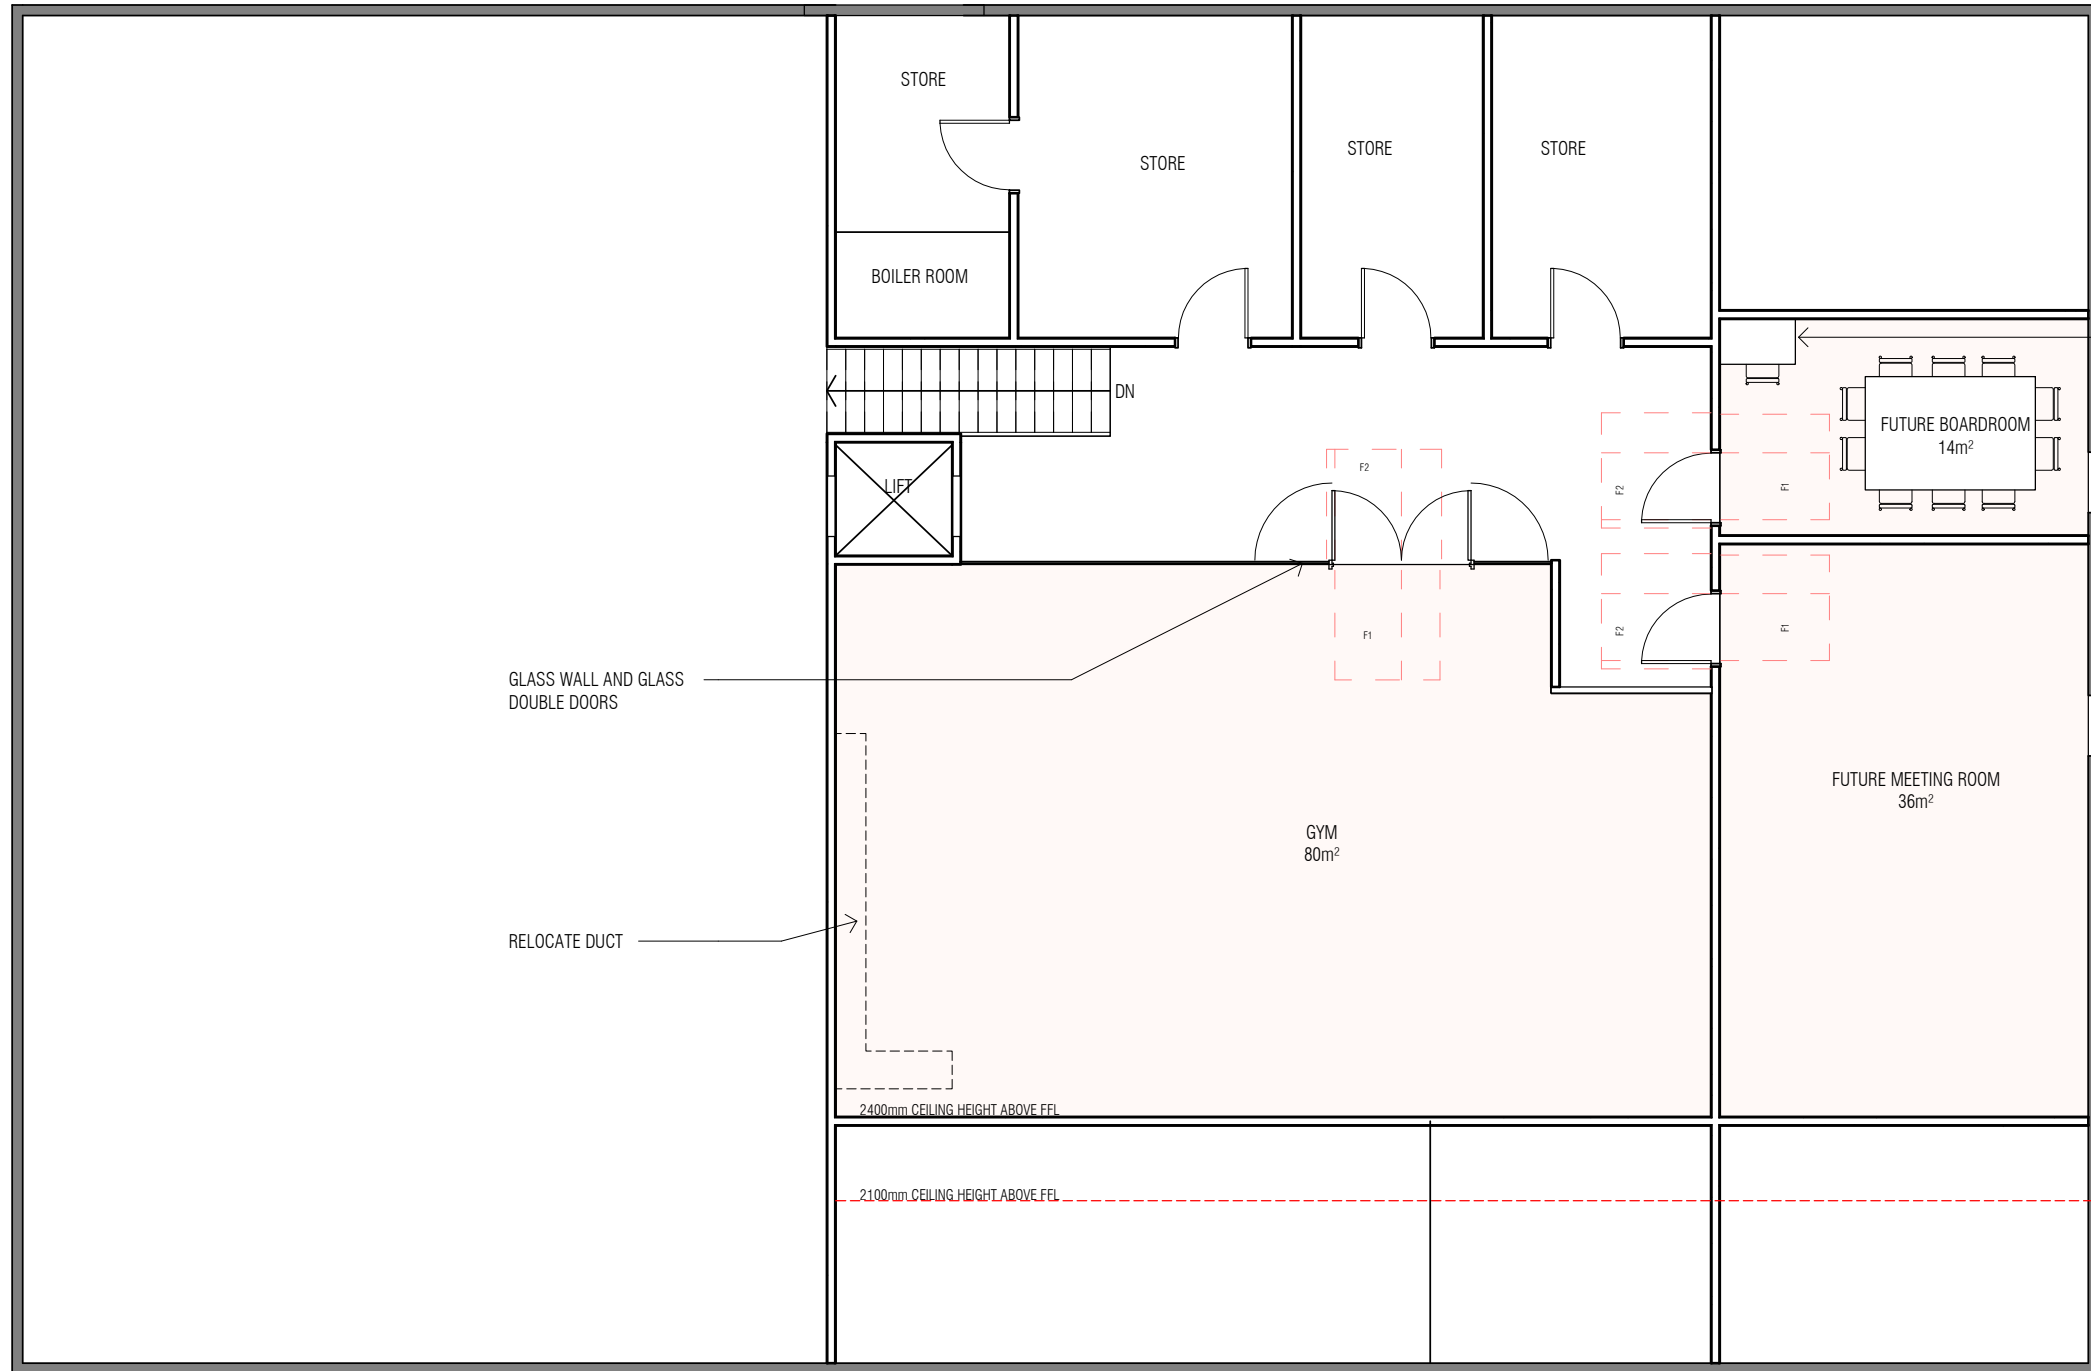 STORE
STORE
STORE
STORE
BOILER ROOM
DN
LIFT
FUTURE BOARDROOM
14m²
F2
F2
F1
F2
F1
F1
GLASS WALL AND GLASS
DOUBLE DOORS
FUTURE MEETING ROOM
36m²
GYM
80m²
RELOCATE DUCT
2400mm CEILING HEIGHT ABOVE FFL
2100mm CEILING HEIGHT ABOVE FFL